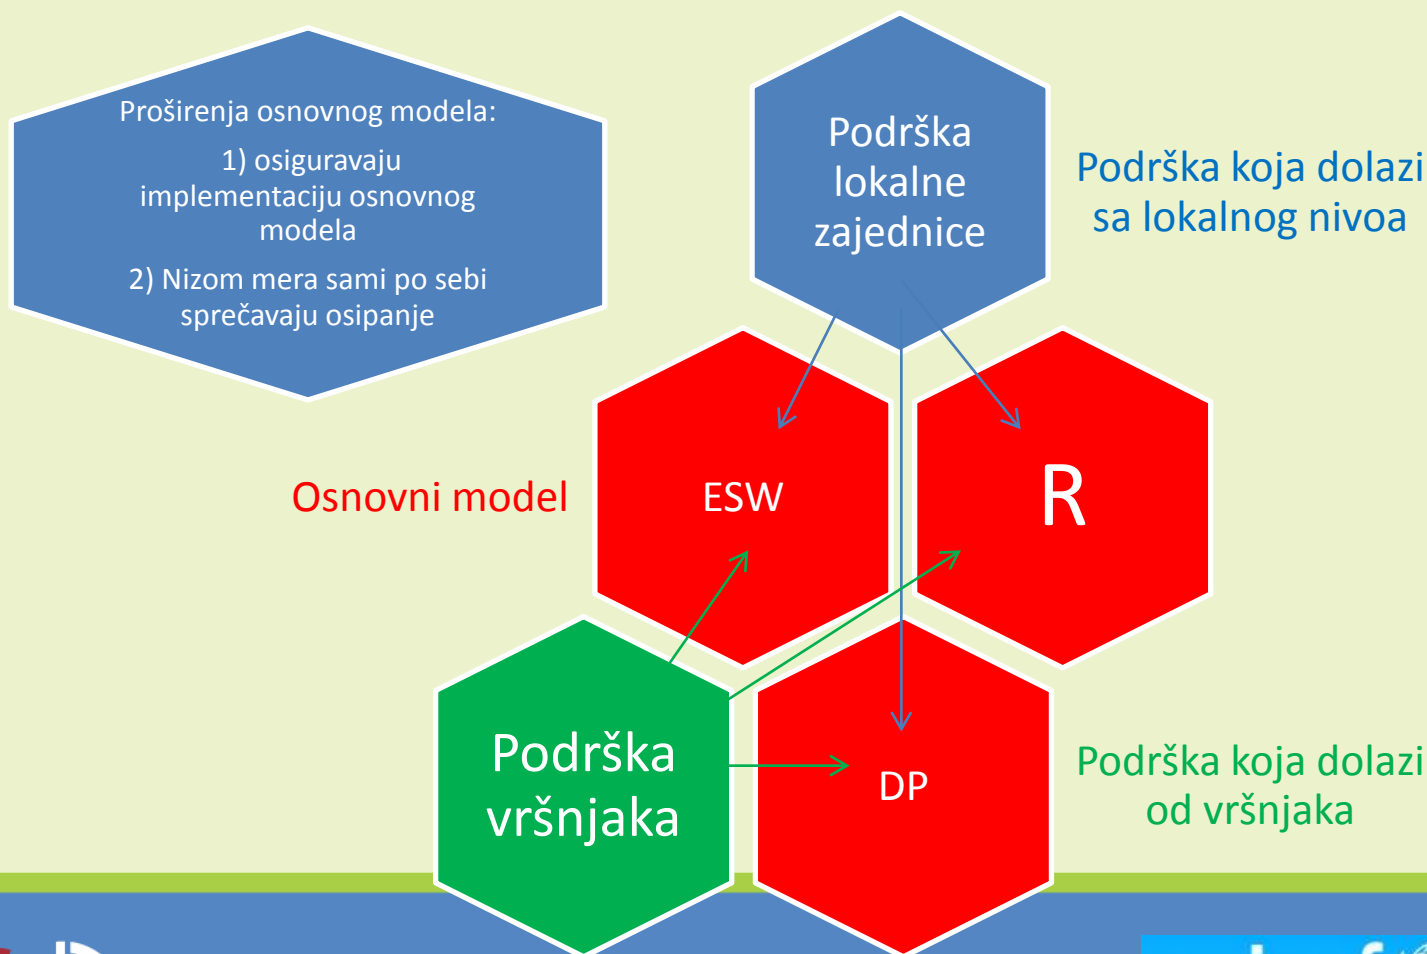 Proširenja osnovnog modela:
1) osiguravaju
implementaciju osnovnog
modela
2) Nizom mera sami po sebi
sprečavaju osipanje
Podrška
lokalne
zajednice
Podrška koja dolazi
sa lokalnog nivoa
Osnovni model
ESW
R
Podrška
vršnjaka
DP
Podrška koja dolazi
od vršnjaka